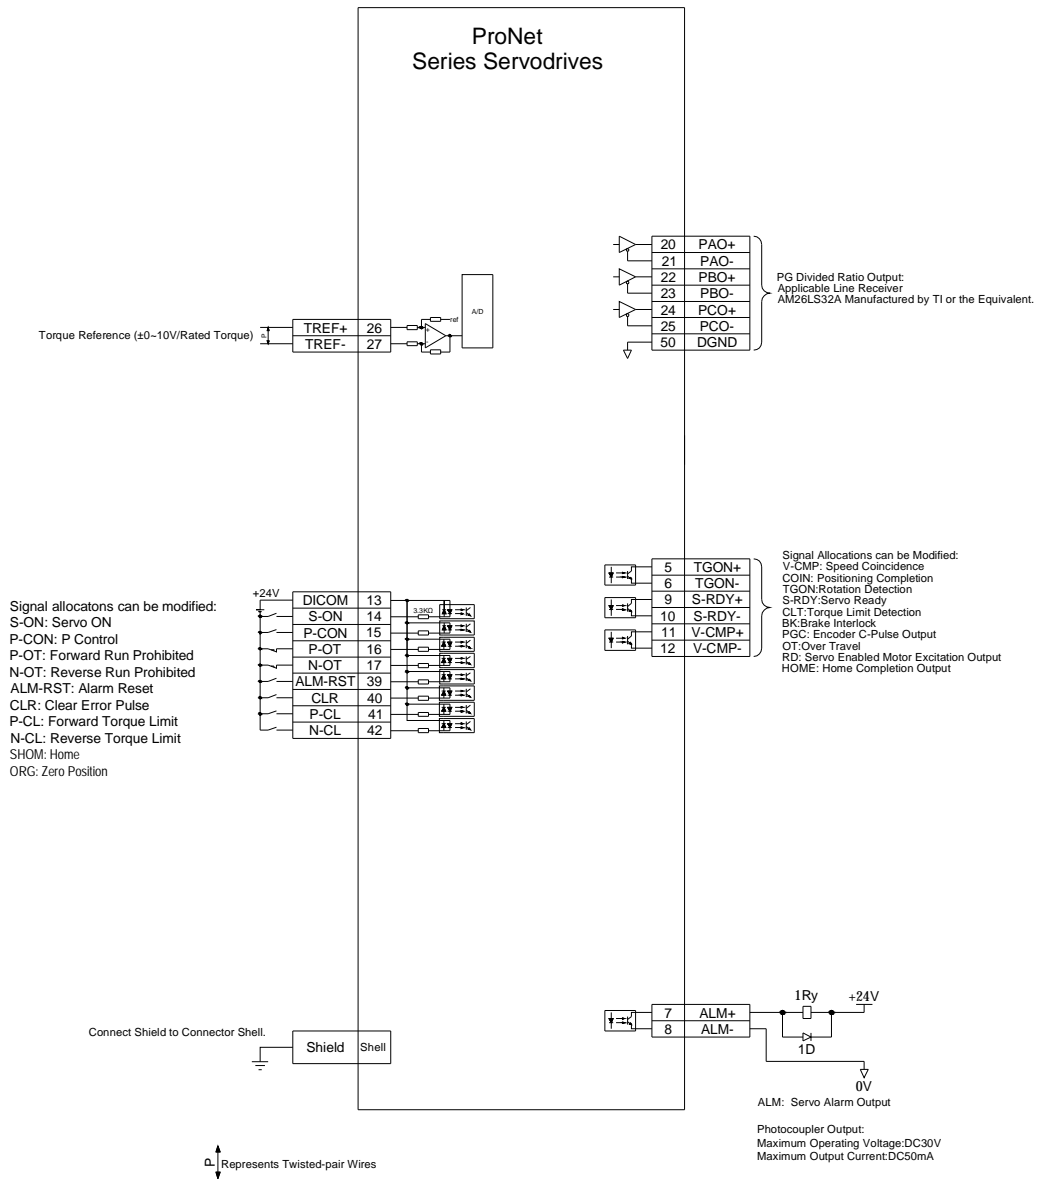 ProNet
Series Servodrives
20 PAO+
21 PAO-
22 PBO+
23 PBO-
24 PCO+
25 PCO-
50 DGND
PG Divided Ratio Output:
Applicable Line Receiver
AM26LS32A Manufactured by TI or the Equivalent.
Torque Reference (±0~10V/Rated Torque)
P
TREF+ 26
TREF- 27
ref
A/D
5 TGON+
6 TGON-
9 S-RDY+
10 S-RDY-
11 V-CMP+
12 V-CMP-
Signal Allocations can be Modified:
V-CMP: Speed Coincidence
COIN: Positioning Completion
TGON:Rotation Detection
S-RDY:Servo Ready
CLT:Torque Limit Detection
BK:Brake Interlock
PGC: Encoder C-Pulse Output
OT:Over Travel
RD: Servo Enabled Motor Excitation Output
HOME: Home Completion Output
Signal allocatons can be modified:
S-ON: Servo ON
P-CON: P Control
P-OT: Forward Run Prohibited
N-OT: Reverse Run Prohibited
ALM-RST: Alarm Reset
CLR: Clear Error Pulse
P-CL: Forward Torque Limit
N-CL: Reverse Torque Limit
SHOM: Home
ORG: Zero Position
+24V
DICOM 13
S-ON 14
P-CON 15
P-OT 16
N-OT 17
ALM-RST 39
CLR 40
P-CL 41
N-CL 42
3.3KΩ
7 ALM+
8 ALM-
1Ry
+24V
1D
0V
ALM: Servo Alarm Output
Photocoupler Output:
Maximum Operating Voltage:DC30V
Maximum Output Current:DC50mA
Connect Shield to Connector Shell.
Shield Shell
P Represents Twisted-pair Wires